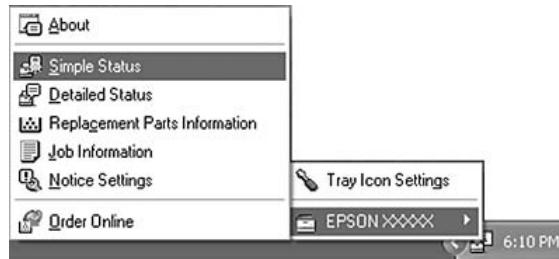 About
Simple Status
Detailed Status
Replacement Parts Information
Job Information
Notice Settings
Order Online
Tray Icon Settings
EPSON XXXXX
6:10 PM